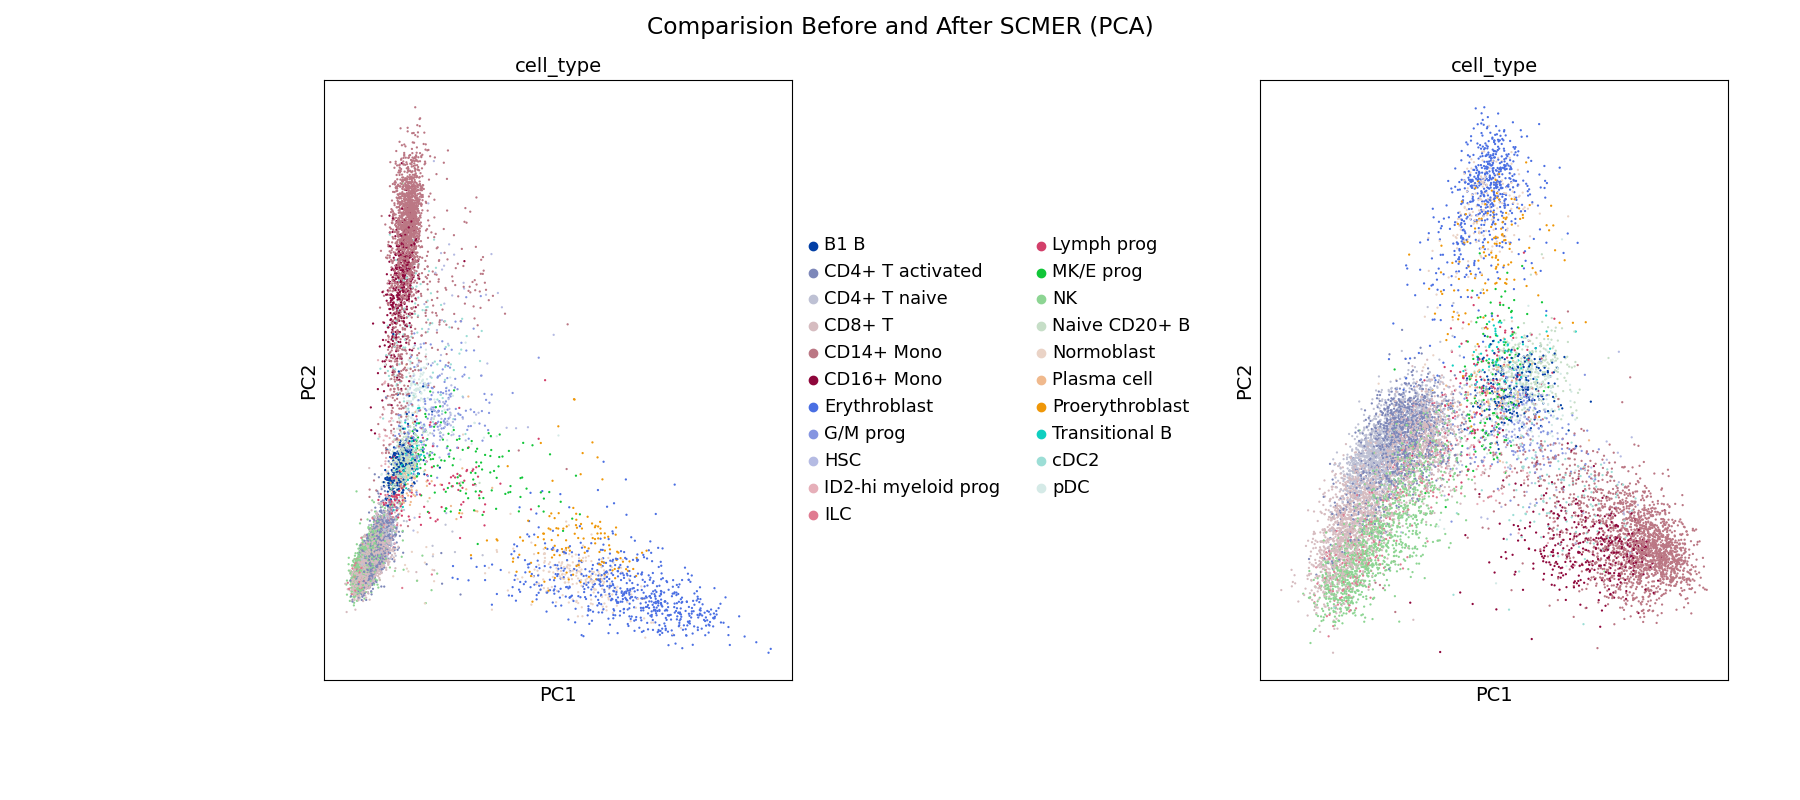 Comparision Before and After SCMER (PCA)
cell_type
PC2
PC1
B1 B
CD4+ T activated
CD4+ T naive
CD8+ T
CD14+ Mono
CD16+ Mono
Erythroblast
G/M prog
HSC
ID2-hi myeloid prog
ILC
Lymph prog
MK/E prog
NK
Naive CD20+ B
Normoblast
Plasma cell
Proerythroblast
Transitional B
cDC2
pDC
cell_type
PC2
PC1